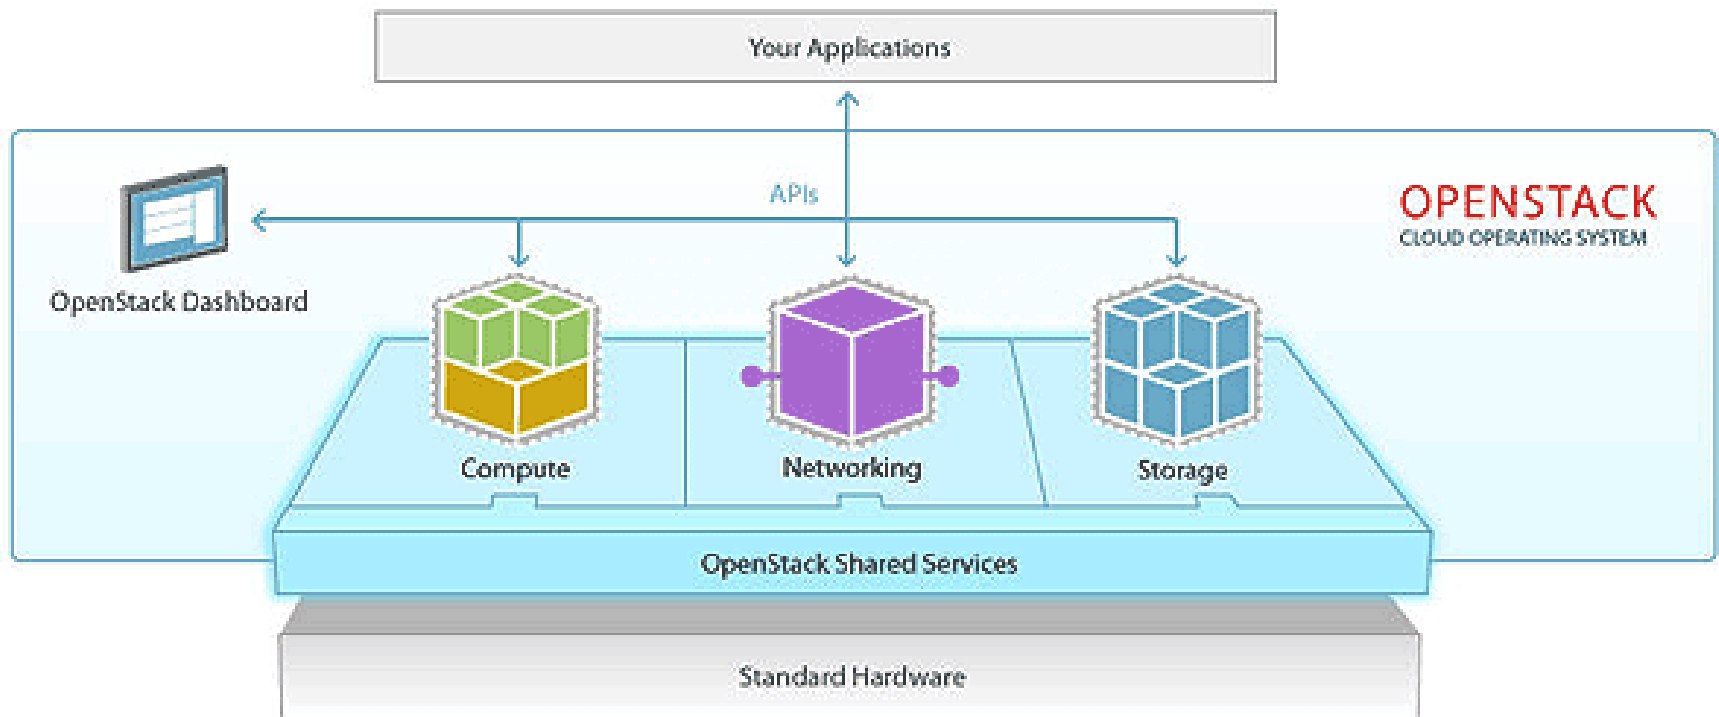 Your Applications
APIs
OPENSTACK
CLOUD OPERATING SYSTEM
OpenStack Dashboard
Compute
Networking
Storage
OpenStack Shared Services
Standard Hardware